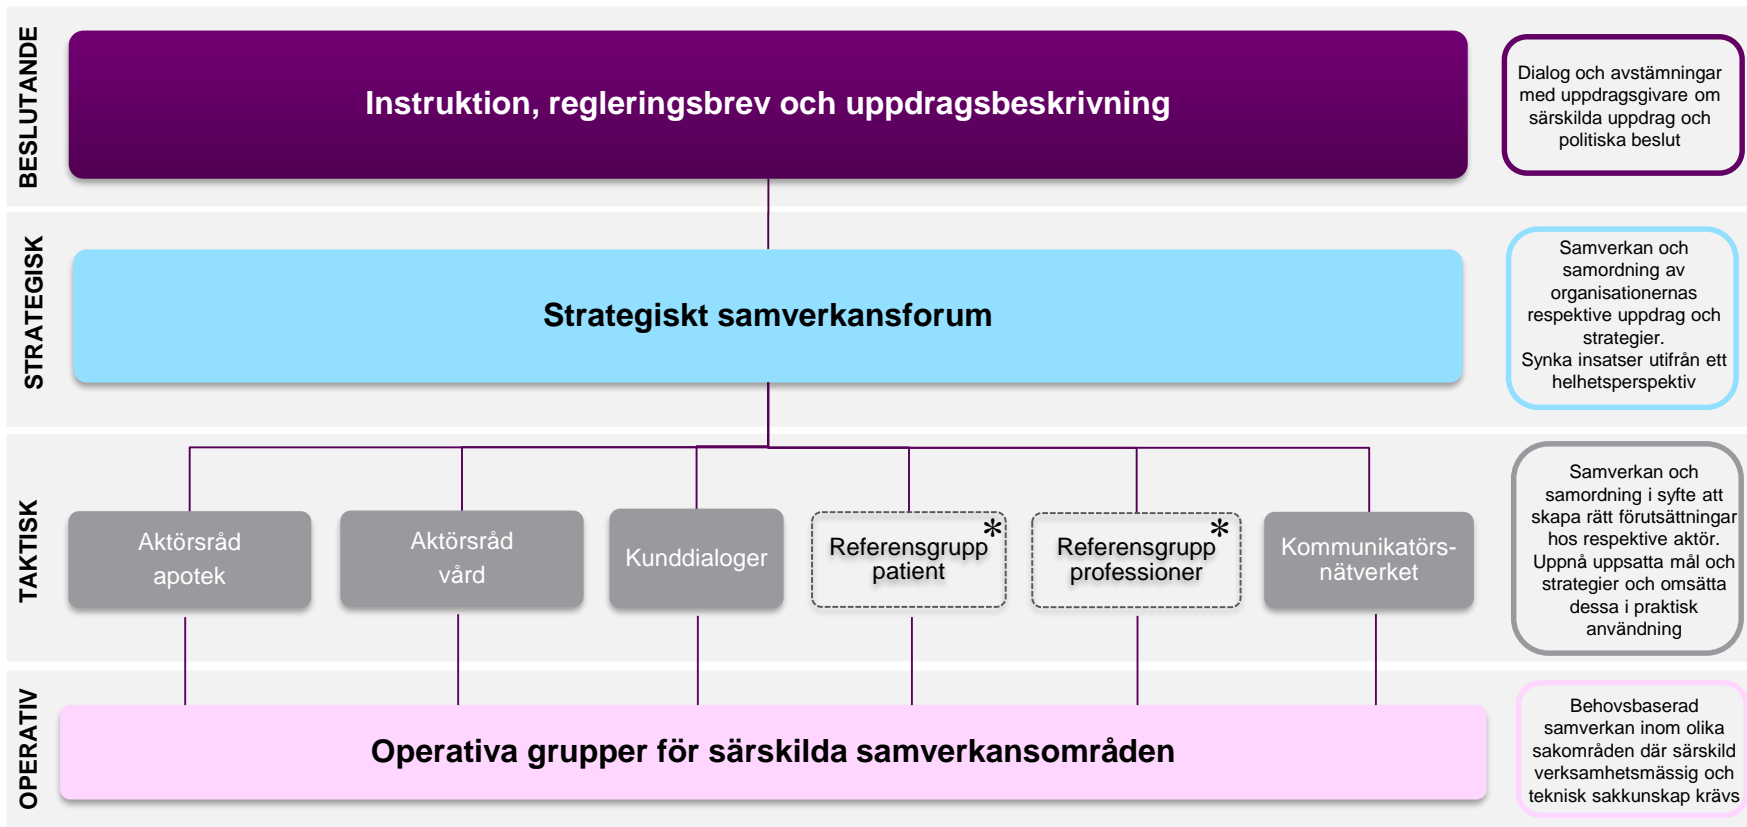 BESLUTANDE
Instruktion, regleringsbrev och uppdragsbeskrivning
Dialog och avstämningar
med uppdragsgivare om
särskilda uppdrag och
politiska beslut
STRATEGISK
Strategiskt samverkansforum
Samverkan och
samordning av
organisationernas
respektive uppdrag och
strategier.
Synka insatser utifrån ett
helhetsperspektiv
TAKTISK
Aktörsråd
apotek
Aktörsråd
vård
Kunddialoger
Referensgrupp*
patient
Referensgrupp*
professioner
Kommunikatörs-
nätverket
Samverkan och
samordning i syfte att
skapa rätt förutsättningar
hos respektive aktör.
Uppnå uppsatta mål och
strategier och omsätta
dessa i praktisk
användning
OPERATIV
Operativa grupper för särskilda samverkansområden
Behovsbaserad
samverkan inom olika
sakområden där särskild
verksamhetsmässig och
teknisk sakkunskap krävs